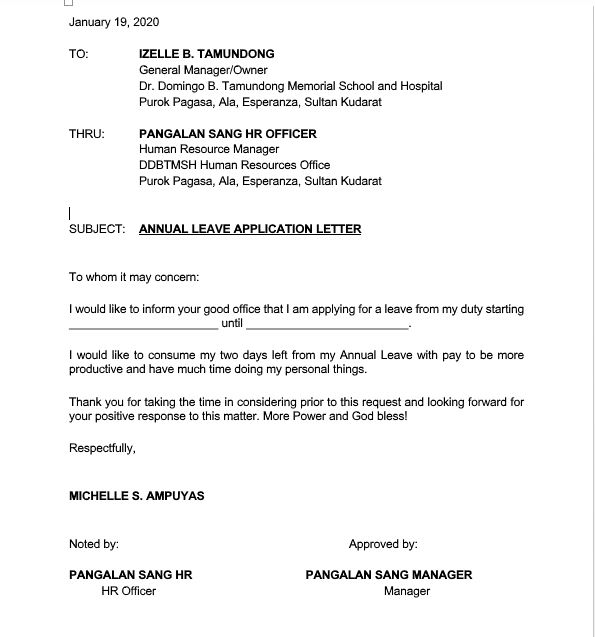 January 19, 2020
TO: IZELLE B. TAMUNDONG
General Manager/Owner
Dr. Domingo B. Tamundong Memorial School and Hospital
Purok Pagasa, Ala, Esperanza, Sultan Kudarat
THRU: PANGALAN SANG HR OFFICER
Human Resource Manager
DDBTMSH Human Resources Office
Purok Pagasa, Ala, Esperanza, Sultan Kudarat
SUBJECT: ANNUAL LEAVE APPLICATION LETTER
To whom it may concern:
I would like to inform your good office that I am applying for a leave from my duty starting
_______________________ until _________________________.
I would like to consume my two days left from my Annual Leave with pay to be more
productive and have much time doing my personal things.
Thank you for taking the time in considering prior to this request and looking forward for
your positive response to this matter. More Power and God bless!
Respectfully,
MICHELLE S. AMPUYAS
Noted by: Approved by:
PANGALAN SANG HR PANGALAN SANG MANAGER
HR Officer Manager